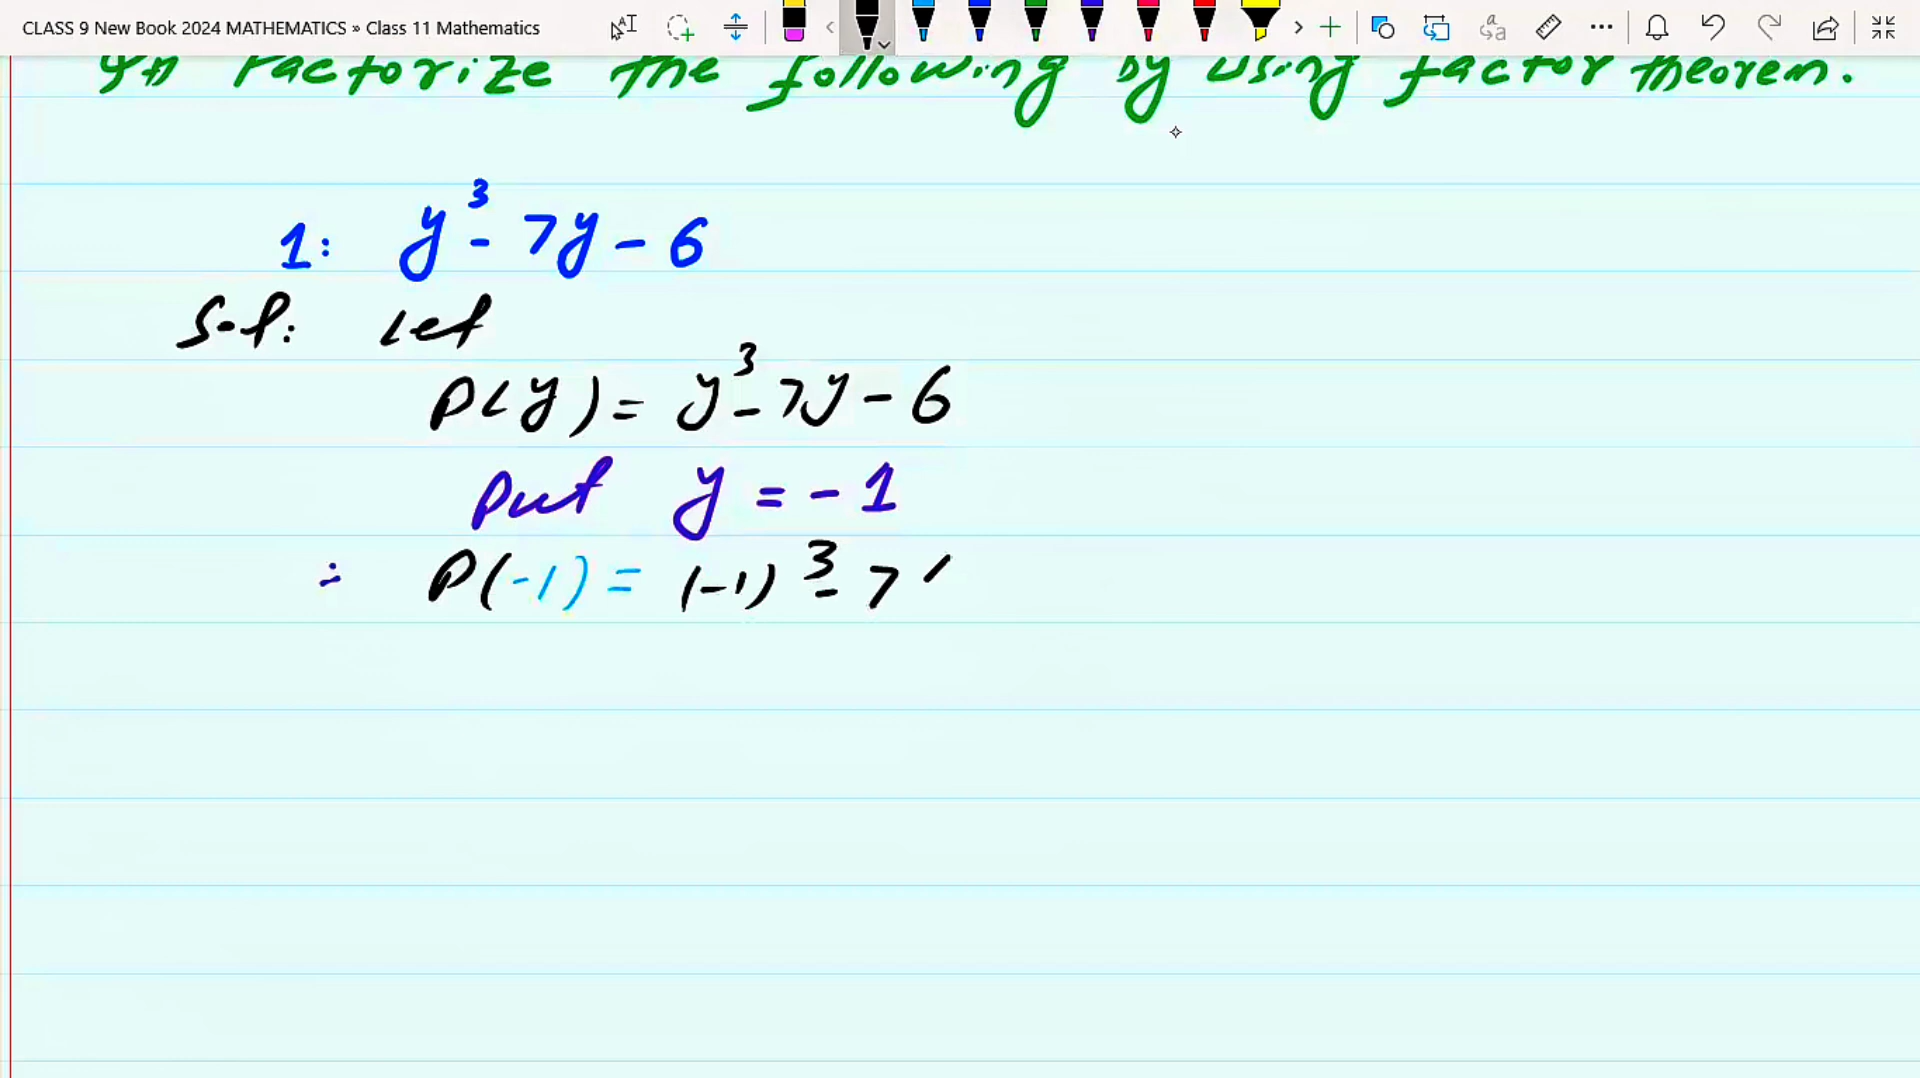 CLASS 9 New Book 2024 MATHEMATICS » Class 11 Mathematics
Factorize the following by using factor theorem.
1: y³ - 7y - 6
Sol: Let
P(y) = y³ - 7y - 6
Put y = -1
P(-1) = (-1)³ - 7